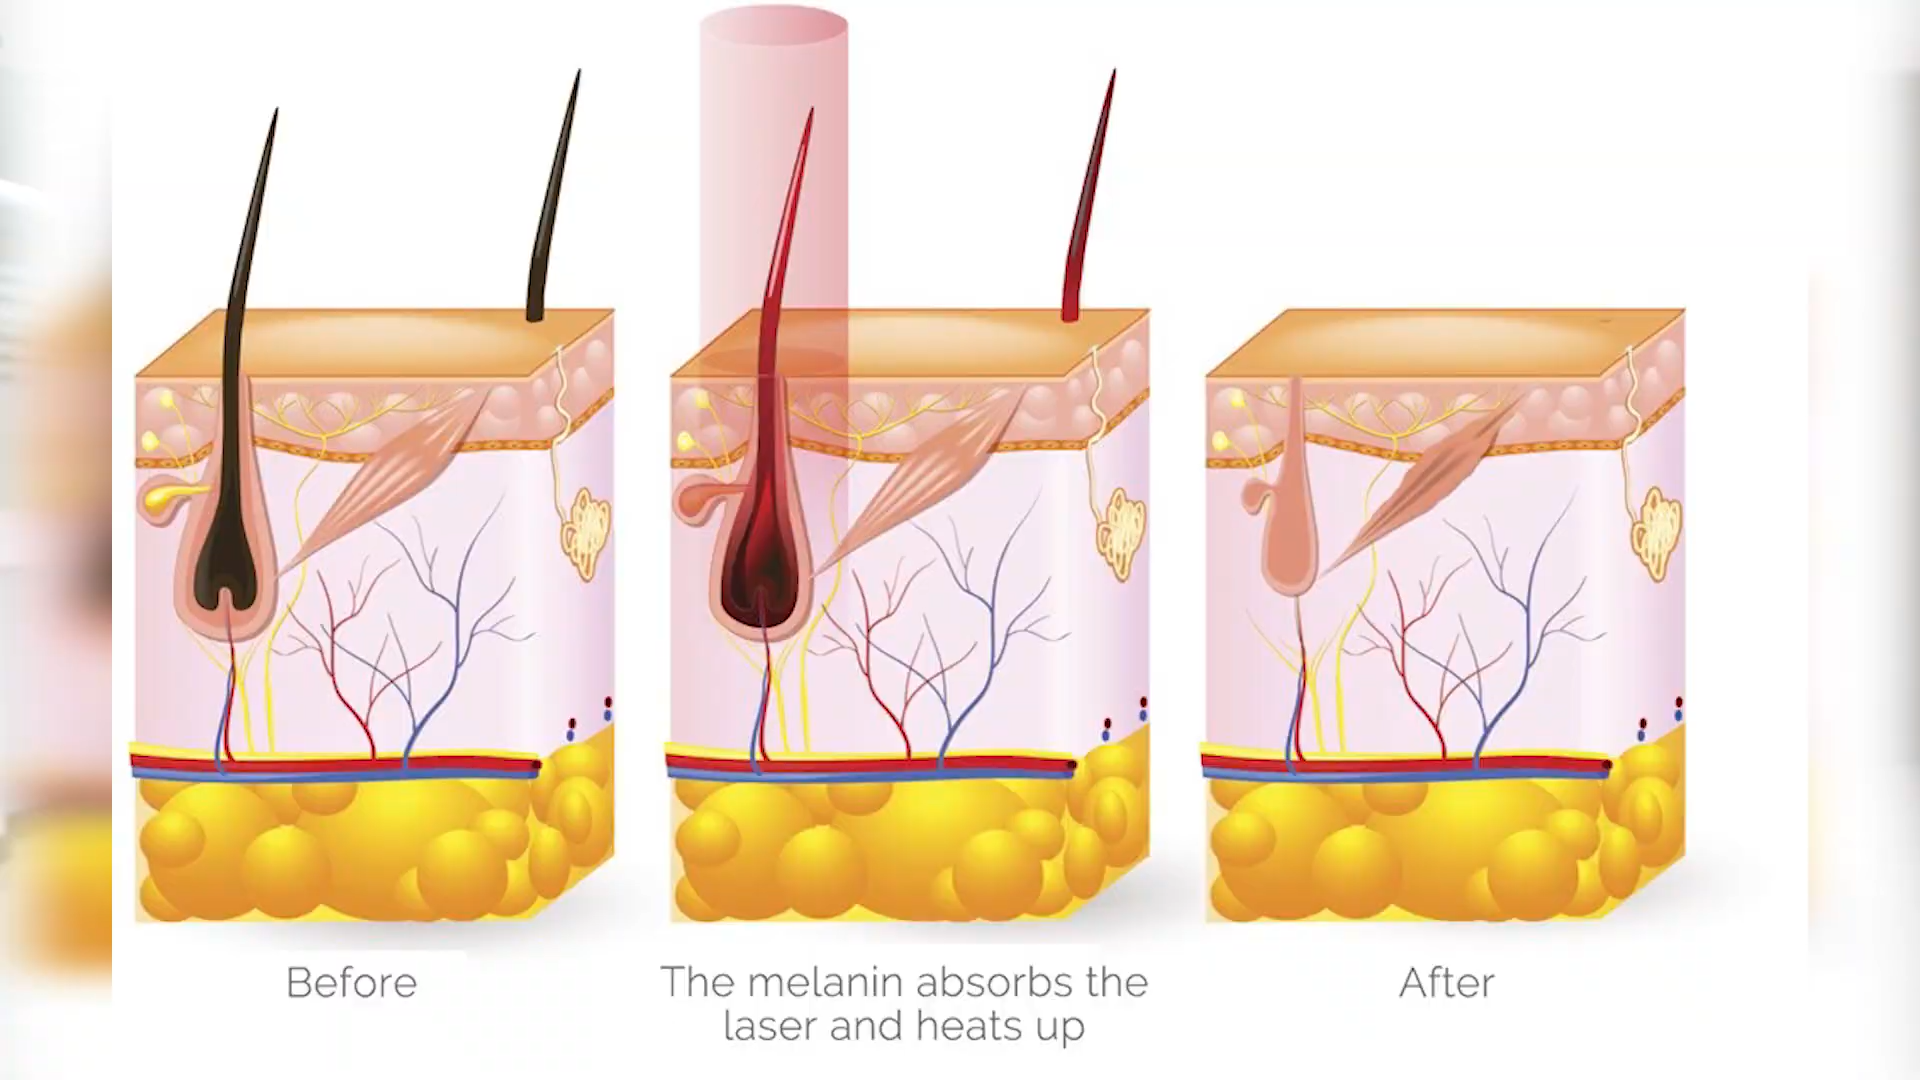 Before
The melanin absorbs the
laser and heats up
After